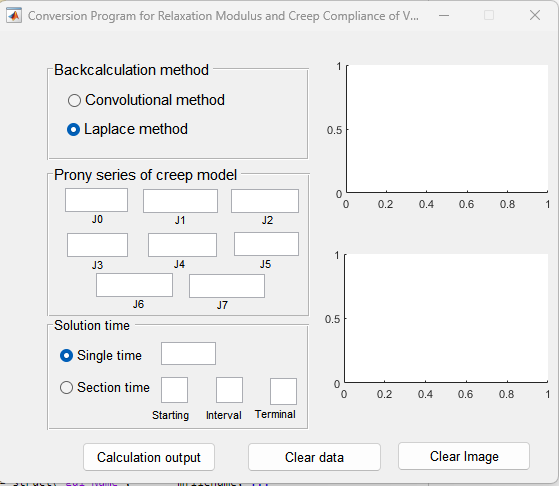 Conversion Program for Relaxation Modulus and Creep Compliance of V...
Backcalculation method
Convolutional method
Laplace method
Prony series of creep model
J0 J1 J2
J3 J4 J5
J6 J7
Solution time
Single time
Section time
Starting Interval Terminal
1
0.5
0
0 0.2 0.4 0.6 0.8 1
1
0.5
0
0 0.2 0.4 0.6 0.8 1
Calculation output Clear data Clear Image